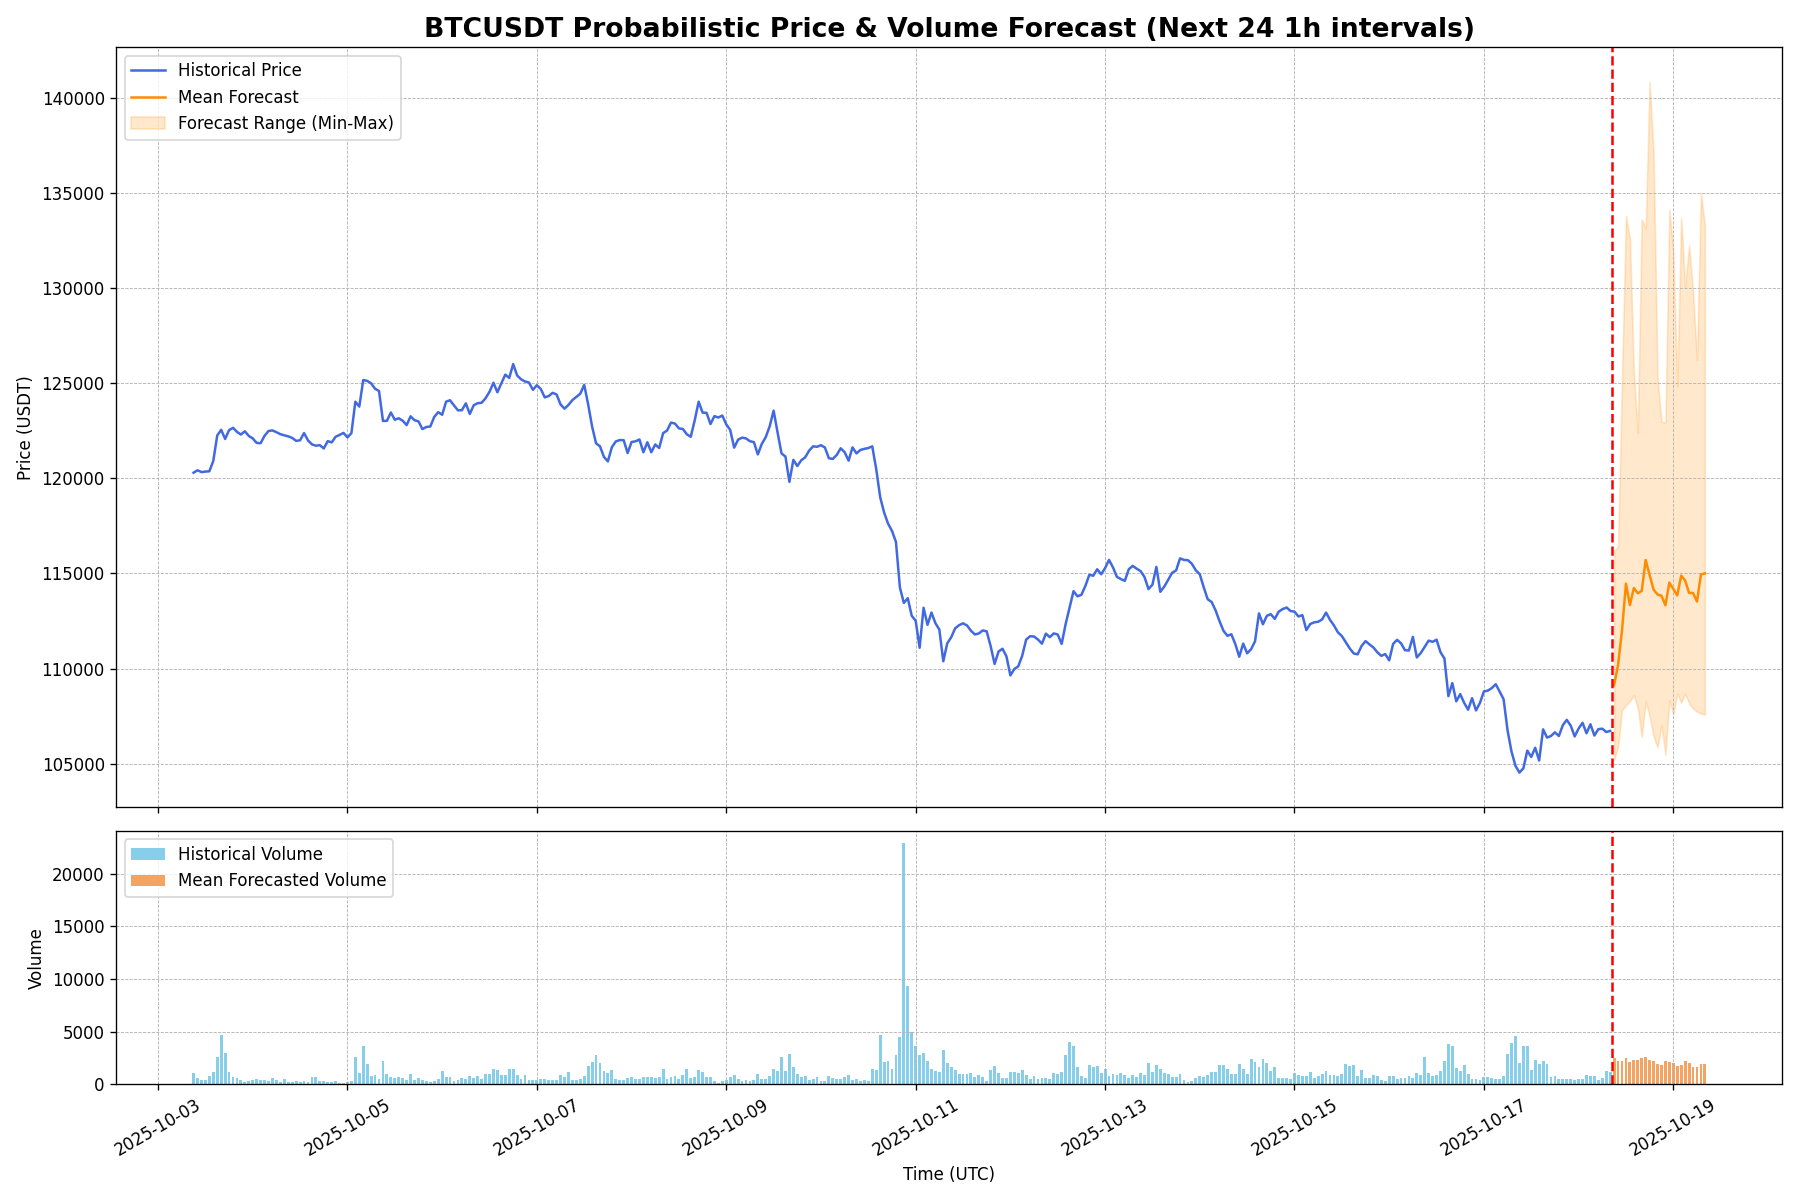 BTCUSDT Probabilistic Price & Volume Forecast (Next 24 1h intervals)
Historical Price
Mean Forecast
Forecast Range (Min-Max)
Price (USDT)
140000
135000
130000
125000
120000
115000
110000
105000
Historical Volume
Mean Forecasted Volume
Volume
20000
15000
10000
5000
0
2025-10-03
2025-10-05
2025-10-07
2025-10-09
2025-10-11
2025-10-13
2025-10-15
2025-10-17
2025-10-19
Time (UTC)